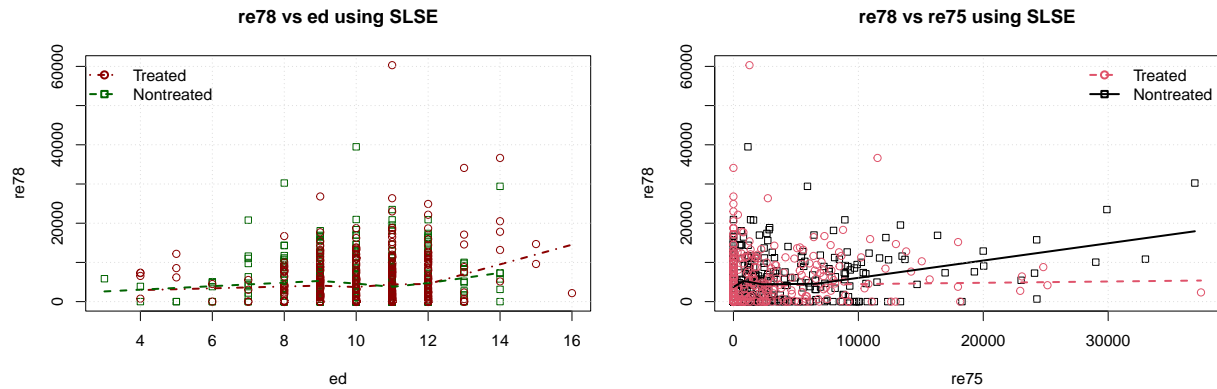 re78 vs ed using SLSE
60000
40000
20000
0
re78
Treated
Nontreated
4
6
8
10
12
14
16
ed
re78 vs re75 using SLSE
60000
40000
20000
0
re78
Treated
Nontreated
0
10000
20000
30000
re75